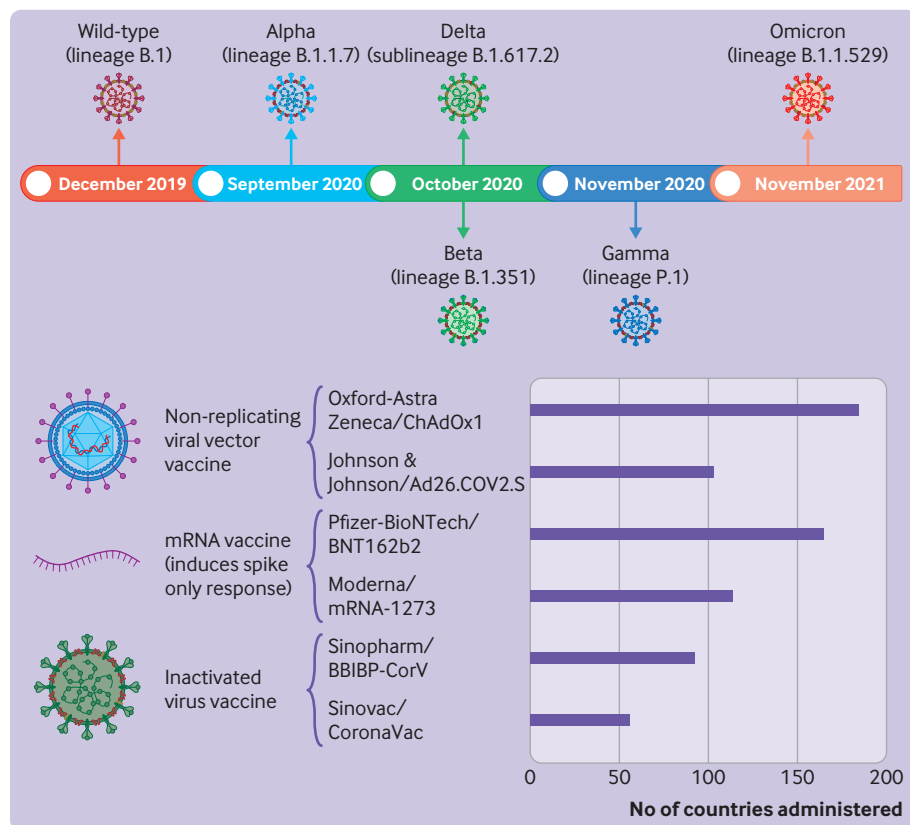 Wild-type
(lineage B.1)
Alpha
(lineage B.1.1.7)
Delta
(sublineage B.1.617.2)
Omicron
(lineage B.1.1.529)
December 2019
September 2020
October 2020
November 2020
November 2021
Beta
(lineage B.1.351)
Gamma
(lineage P.1)
Non-replicating
viral vector
vaccine
Oxford-Astra
Zeneca/ChAdOx1
Johnson &
Johnson/Ad26.COV2.S
mRNA vaccine
(induces spike
only response)
Pfizer-BioNTech/
BNT162b2
Moderna/
mRNA-1273
Inactivated
virus vaccine
Sinopharm/
BBIBP-CorV
Sinovac/
CoronaVac
0 50 100 150 200
No of countries administered